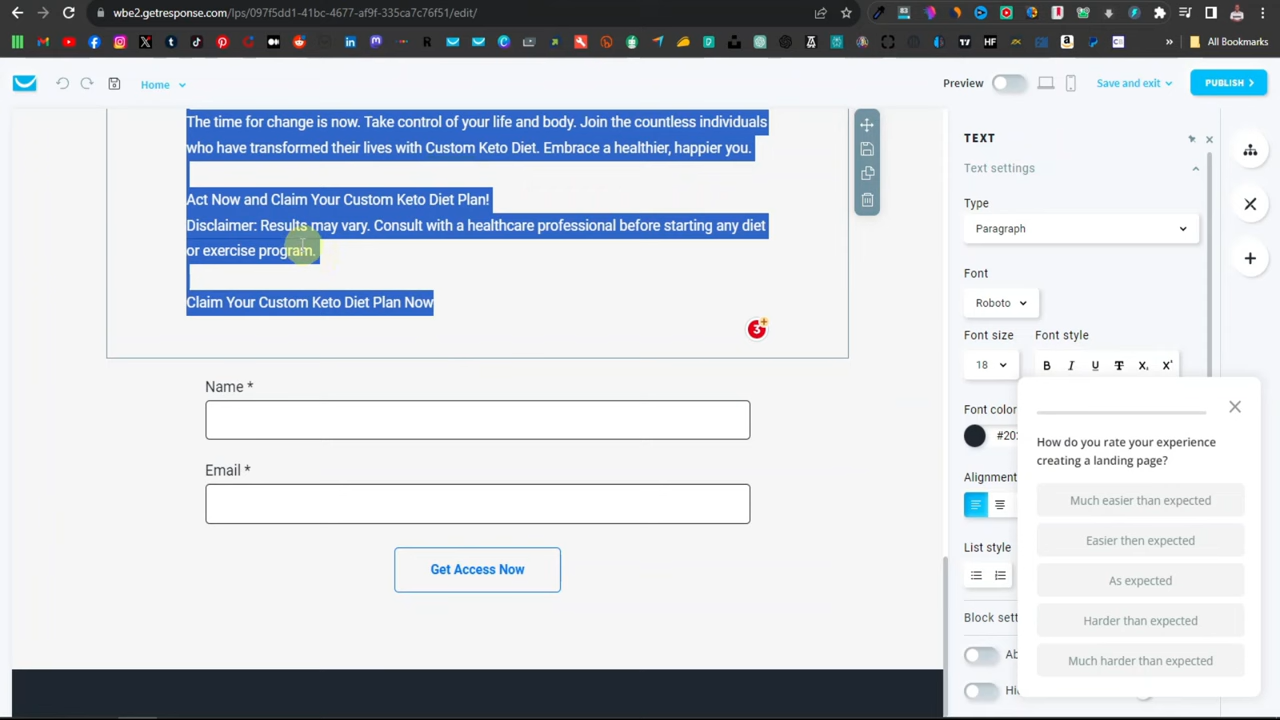 wbe2.getresponse.com/lps/097f5dd1-41bc-4677-af9f-335ca7c76f51/edit/
All Bookmarks
Home
Preview
Save and exit
PUBLISH
The time for change is now. Take control of your life and body. Join the countless individuals
who have transformed their lives with Custom Keto Diet. Embrace a healthier, happier you.
Act Now and Claim Your Custom Keto Diet Plan!
Disclaimer: Results may vary. Consult with a healthcare professional before starting any diet
or exercise program.
Claim Your Custom Keto Diet Plan Now
3+
Name *
Email *
Get Access Now
TEXT
Text settings
Type
Paragraph
Font
Roboto
Font size
Font style
18
B I U T X, X'
Font color
Alignment
List style
How do you rate your experience
creating a landing page?
Much easier than expected
Easier then expected
As expected
Harder than expected
Much harder than expected